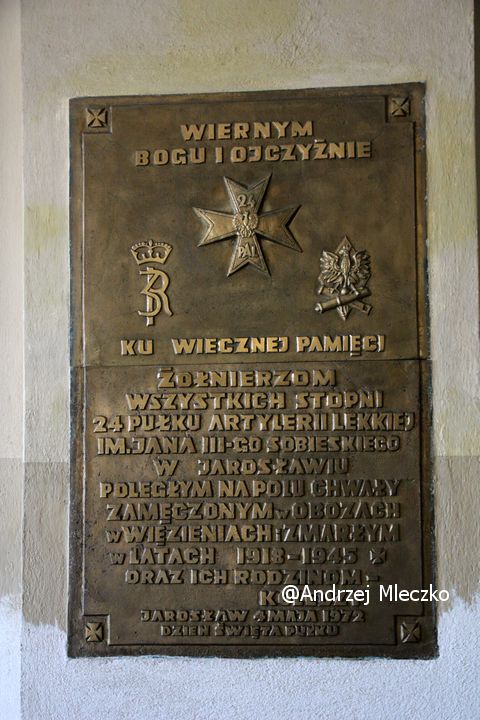 WIERNYM
BOGU I OJCZYŹNIE
24
PAL
KU WIECZNEJ PAMIĘCI
ŻOŁNIERZOM
WSZYSTKICH STOPNI
24 PUŁKU ARTYLERII LEKKIEJ
IM. JANA III-GO SOBIESKIEGO
W JAROSŁAWIU
POLEGŁYM NA POLU CHWAŁY
ZAMĘCZONYM W OBOZACH
W WIĘZIENIACH I ZMARŁYM
W LATACH 1918-1945
ORAZ ICH RODZINOM-
@Andrzej Mleczko
JAROSŁAW 4 MAJA 1972
DZIEŃ ŚWIĘTA PUŁKU